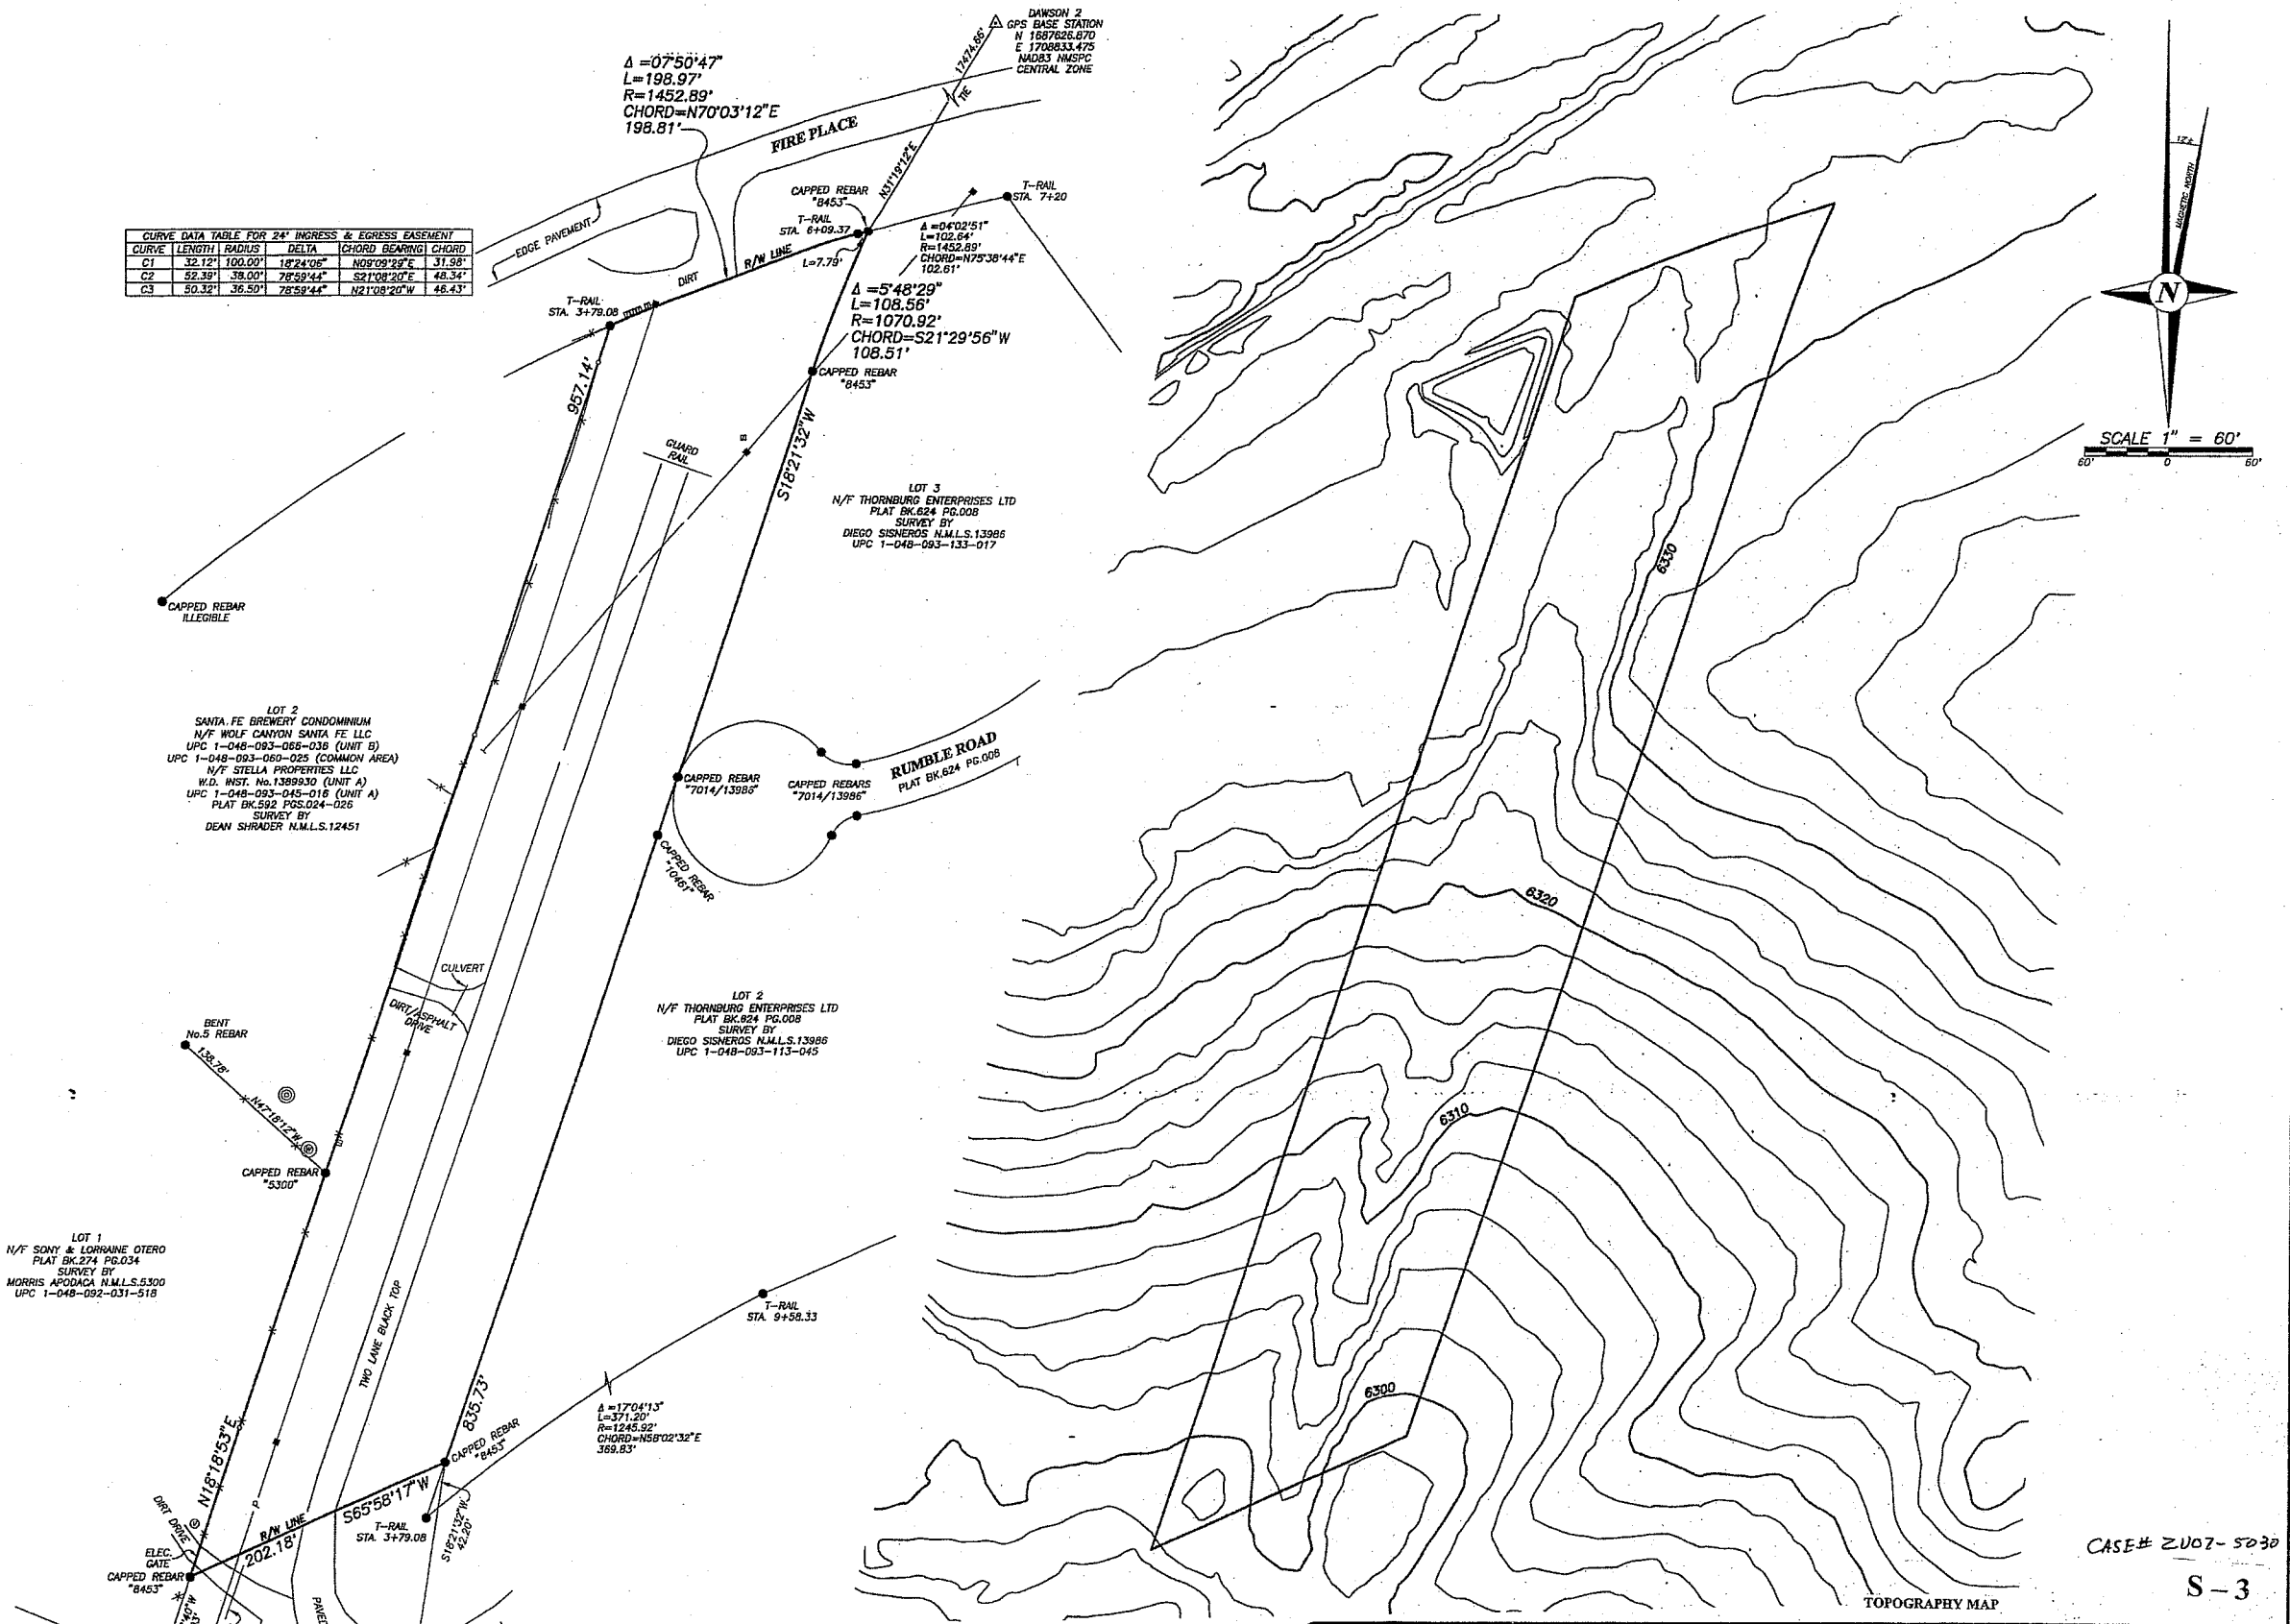 DAWSON 2
GPS BASE STATION
N 1687626.870
E 1708833.475
NAD83 NMSPC
CENTRAL ZONE
17474.66'
TIE
N31°19'12"E
Δ =07°50'47"
L=198.97'
R=1452.89'
CHORD=N70°03'12"E
198.81'
FIRE PLACE
EDGE PAVEMENT
CAPPED REBAR
"8453"
T-RAIL
STA. 6+09.37
T-RAIL
STA. 7+20
Δ =04°02'51"
L=102.64'
R=1452.89'
CHORD=N75°38'44"E
102.61'
L=7.79'
R/W LINE
DIRT
CURVE DATA TABLE FOR 24' INGRESS & EGRESS EASEMENT
CURVE LENGTH RADIUS DELTA CHORD BEARING CHORD
C1 32.12' 100.00' 18°24'06" N09°09'29"E 31.98'
C2 52.39' 38.00' 78°59'44" S21°08'20"E 48.34'
C3 50.32' 36.50' 78°59'44" N21°08'20"W 46.43'
T-RAIL
STA. 3+79.08
Δ =5°48'29"
L=108.56'
R=1070.92'
CHORD=S21°29'56"W
108.51'
CAPPED REBAR
"8453"
957.14'
GUARD
RAIL
S18°21'32"W
LOT 3
N/F THORNBURG ENTERPRISES LTD
PLAT BK.624 PG.008
SURVEY BY
DIEGO SISNEROS N.M.L.S.13986
UPC 1-048-093-133-017
CAPPED REBAR
ILLEGIBLE
LOT 2
SANTA FE BREWERY CONDOMINIUM
N/F WOLF CANYON SANTA FE LLC
UPC 1-048-093-066-036 (UNIT B)
UPC 1-048-093-060-025 (COMMON AREA)
N/F STELLA PROPERTIES LLC
W.D. INST. No.1389930 (UNIT A)
UPC 1-048-093-045-016 (UNIT A)
PLAT BK.592 PGS.024-026
SURVEY BY
DEAN SHRADER N.M.L.S.12451
CAPPED REBAR
"7014/13986"
CAPPED REBARS
"7014/13986"
RUMBLE ROAD
PLAT BK.624 PG.008
CAPPED REBAR
"10461"
CULVERT
DIRT/ASPHALT
DRIVE
LOT 2
N/F THORNBURG ENTERPRISES LTD
PLAT BK.624 PG.008
SURVEY BY
DIEGO SISNEROS N.M.L.S.13986
UPC 1-048-093-113-045
BENT
No.5 REBAR
138.78'
N47°18'12"W
CAPPED REBAR
"5300"
LOT 1
N/F SONY & LORRAINE OTERO
PLAT BK.274 PG.034
SURVEY BY
MORRIS APODACA N.M.L.S.5300
UPC 1-048-092-031-518
TWO LANE BLACK TOP
T-RAIL
STA. 9+58.33
835.73'
CAPPED REBAR
"8453"
Δ =17°04'13"
L=371.20'
R=1245.92'
CHORD=N58°02'32"E
369.83'
N18°18'53"E
DIRT DRIVE
P
R/W LINE
S65°58'17"W
202.18'
T-RAIL
STA. 3+79.08
S18°21'32"W
42.20'
ELEC.
GATE
CAPPED REBAR
"8453"
PAVED
MAGNETIC NORTH
N
SCALE 1" = 60'
60' 0 60'
6330
6320
6310
6300
CASE# ZU07-5030
S-3
TOPOGRAPHY MAP